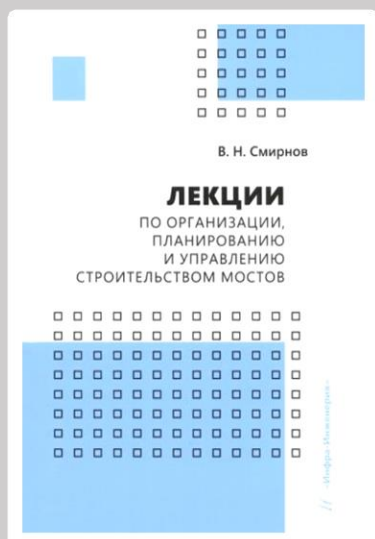 В. Н. Смирнов
ЛЕКЦИИ
ПО ОРГАНИЗАЦИИ,
ПЛАНИРОВАНИЮ
И УПРАВЛЕНИЮ
СТРОИТЕЛЬСТВОМ МОСТОВ
«Инфра-Инженерия»